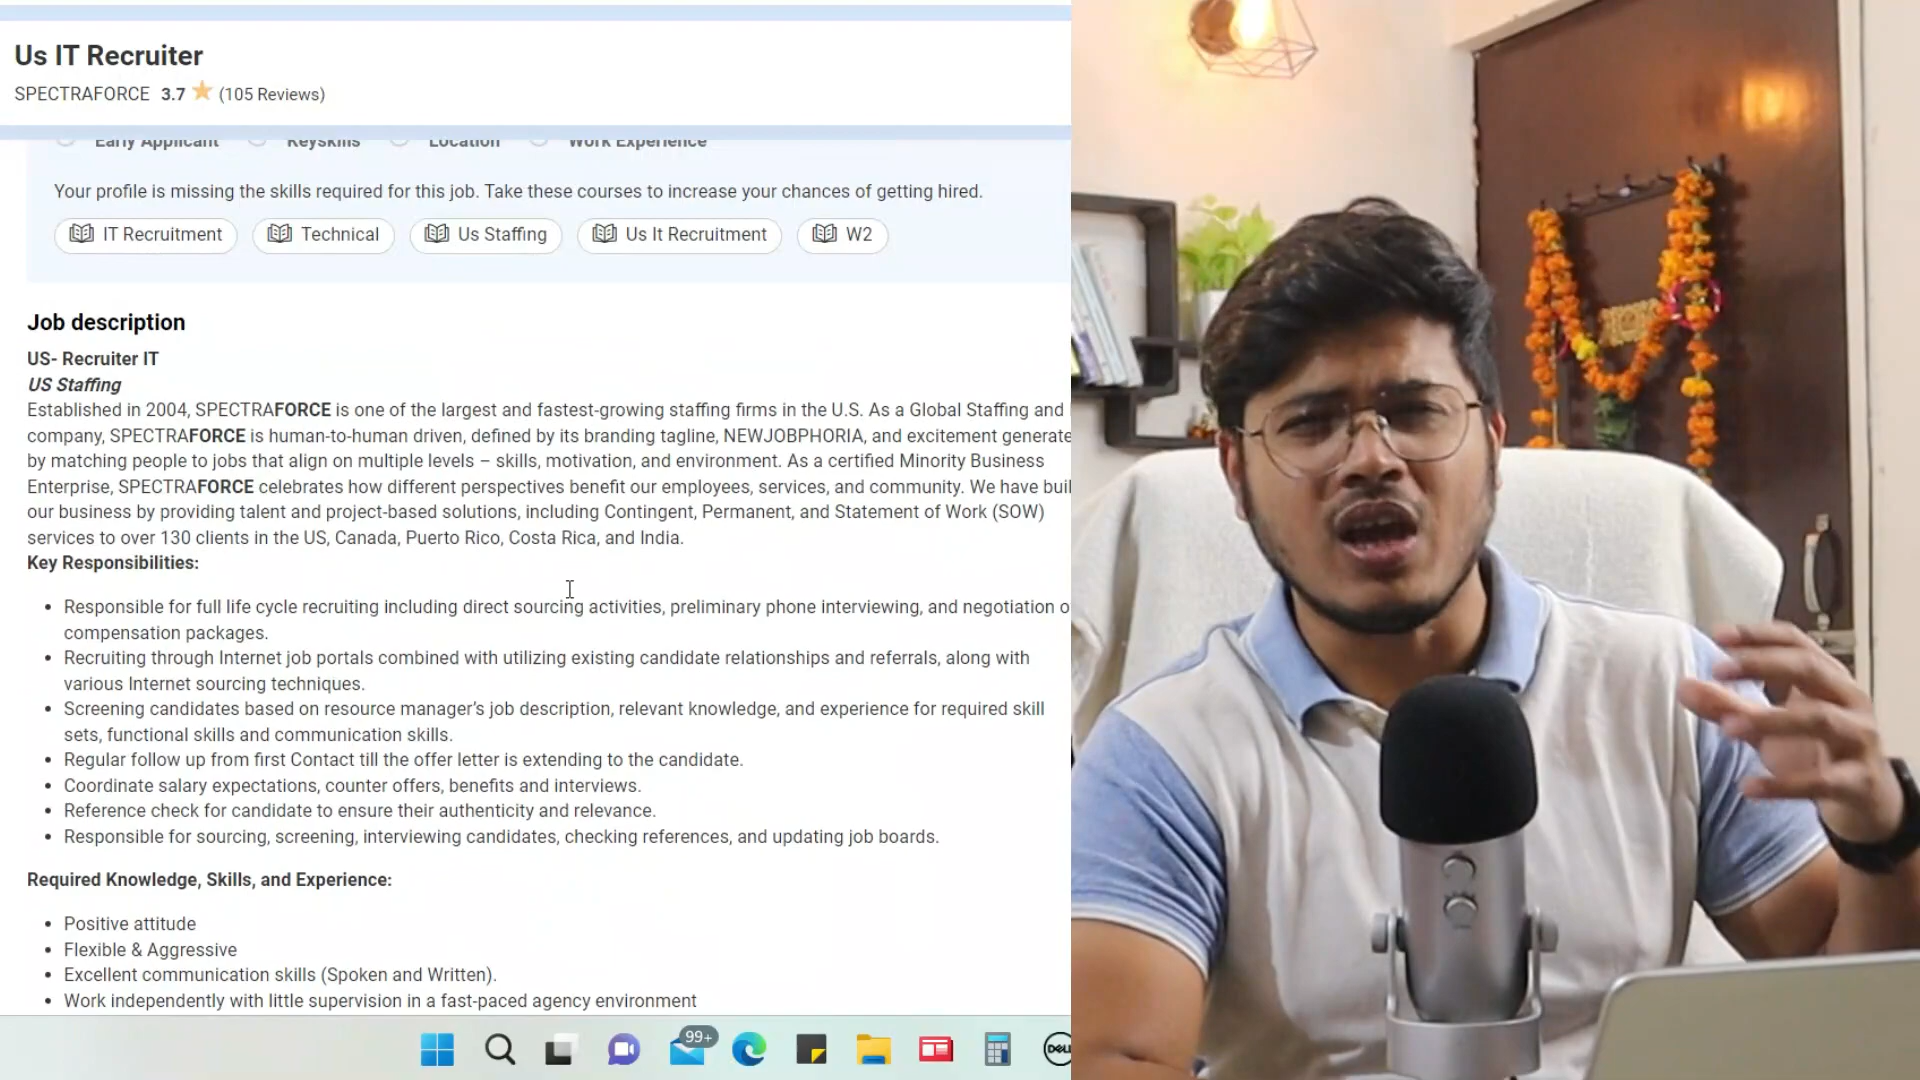 Us IT Recruiter
SPECTRAFORCE 3.7 (105 Reviews)
Early Applicant Keyskills Location Work Experience
Your profile is missing the skills required for this job. Take these courses to increase your chances of getting hired.
IT Recruitment Technical Us Staffing Us It Recruitment W2
Job description
US- Recruiter IT
US Staffing
Established in 2004, SPECTRAFORCE is one of the largest and fastest-growing staffing firms in the U.S. As a Global Staffing and
company, SPECTRAFORCE is human-to-human driven, defined by its branding tagline, NEWJOBPHORIA, and excitement generate
by matching people to jobs that align on multiple levels – skills, motivation, and environment. As a certified Minority Business
Enterprise, SPECTRAFORCE celebrates how different perspectives benefit our employees, services, and community. We have buil
our business by providing talent and project-based solutions, including Contingent, Permanent, and Statement of Work (SOW)
services to over 130 clients in the US, Canada, Puerto Rico, Costa Rica, and India.
Key Responsibilities:
• Responsible for full life cycle recruiting including direct sourcing activities, preliminary phone interviewing, and negotiation o
compensation packages.
• Recruiting through Internet job portals combined with utilizing existing candidate relationships and referrals, along with
various Internet sourcing techniques.
• Screening candidates based on resource manager's job description, relevant knowledge, and experience for required skill
sets, functional skills and communication skills.
• Regular follow up from first Contact till the offer letter is extending to the candidate.
• Coordinate salary expectations, counter offers, benefits and interviews.
• Reference check for candidate to ensure their authenticity and relevance.
• Responsible for sourcing, screening, interviewing candidates, checking references, and updating job boards.
Required Knowledge, Skills, and Experience:
• Positive attitude
• Flexible & Aggressive
• Excellent communication skills (Spoken and Written).
• Work independently with little supervision in a fast-paced agency environment
99+
DELL